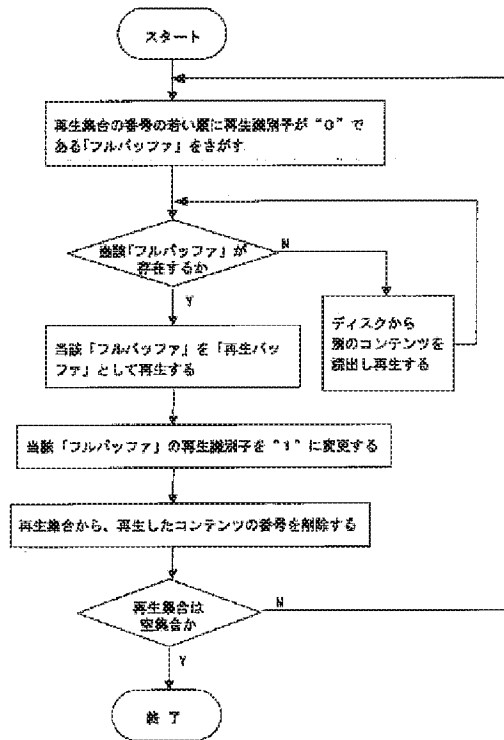 スタート
再生集合の番号の若い順に再生識別子が“0”で
ある「フルバッファ」をさがす
当該「フルバッファ」が
存在するか
N
Y
ディスクから
別のコンテンツを
読出し再生する
当該「フルバッファ」を「再生バッ
ファ」として再生する
当該「フルバッファ」の再生識別子を“1”に変更する
再生集合から、再生したコンテンツの番号を削除する
再生集合は
空集合か
N
Y
終了